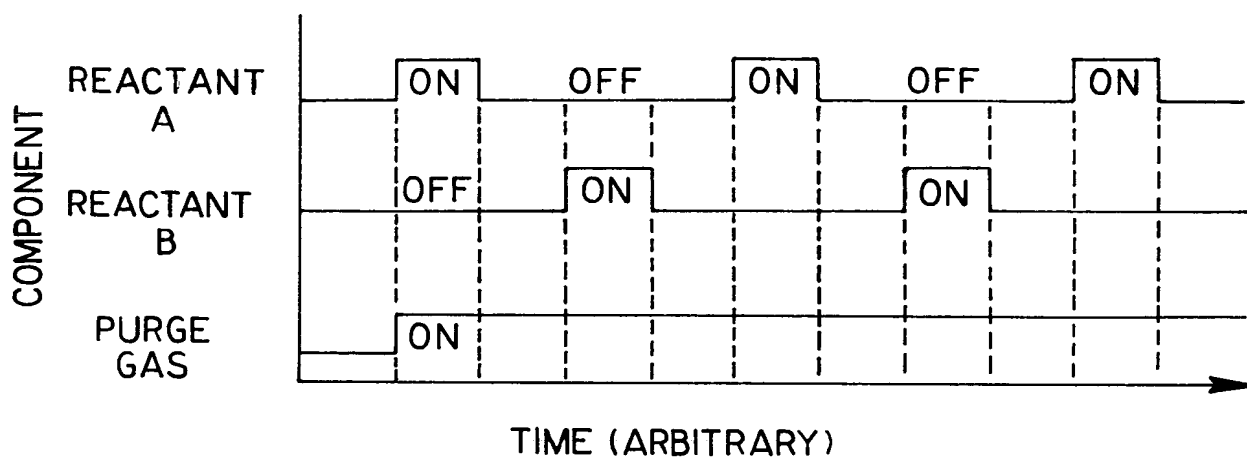 COMPONENT
REACTANT
A
ON OFF ON OFF ON
REACTANT
B
OFF ON ON
PURGE
GAS
ON
TIME (ARBITRARY)